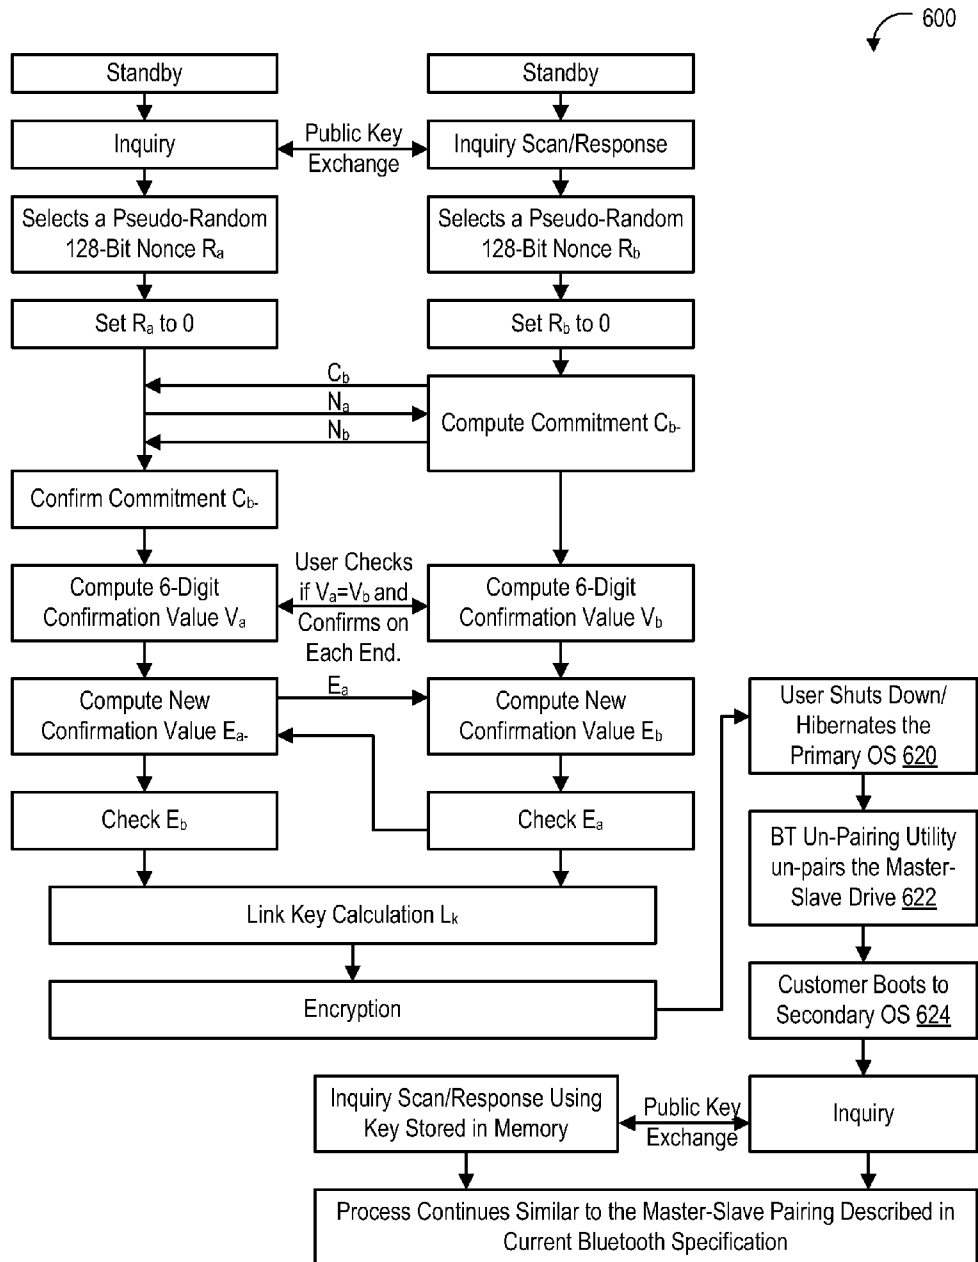 600
Standby
Standby
Inquiry
Public Key
Exchange
Inquiry Scan/Response
Selects a Pseudo-Random
128-Bit Nonce Ra
Selects a Pseudo-Random
128-Bit Nonce Rb
Set Ra to 0
Set Rb to 0
Cb
Na
Nb
Compute Commitment Cb-
Confirm Commitment Cb-
Compute 6-Digit
Confirmation Value Va
User Checks
if Va=Vb and
Confirms on
Each End.
Compute 6-Digit
Confirmation Value Vb
Compute New
Confirmation Value Ea-
Ea
Compute New
Confirmation Value Eb
Check Eb
Check Ea
Link Key Calculation Lk
Encryption
User Shuts Down/
Hibernates the
Primary OS 620
BT Un-Pairing Utility
un-pairs the Master-
Slave Drive 622
Customer Boots to
Secondary OS 624
Inquiry Scan/Response Using
Key Stored in Memory
Public Key
Exchange
Inquiry
Process Continues Similar to the Master-Slave Pairing Described in
Current Bluetooth Specification